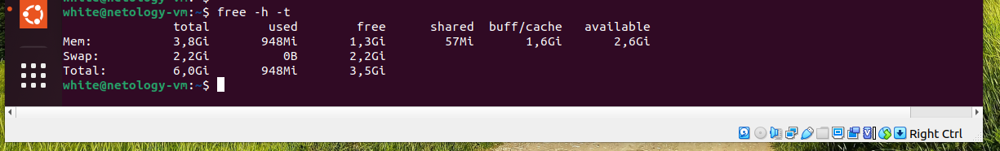 white@netology-vm:~$ free -h -t
total used free shared buff/cache available
Mem: 3,8Gi 948Mi 1,3Gi 57Mi 1,6Gi 2,6Gi
Swap: 2,2Gi 0B 2,2Gi
Total: 6,0Gi 948Mi 3,5Gi
white@netology-vm:~$
Right Ctrl